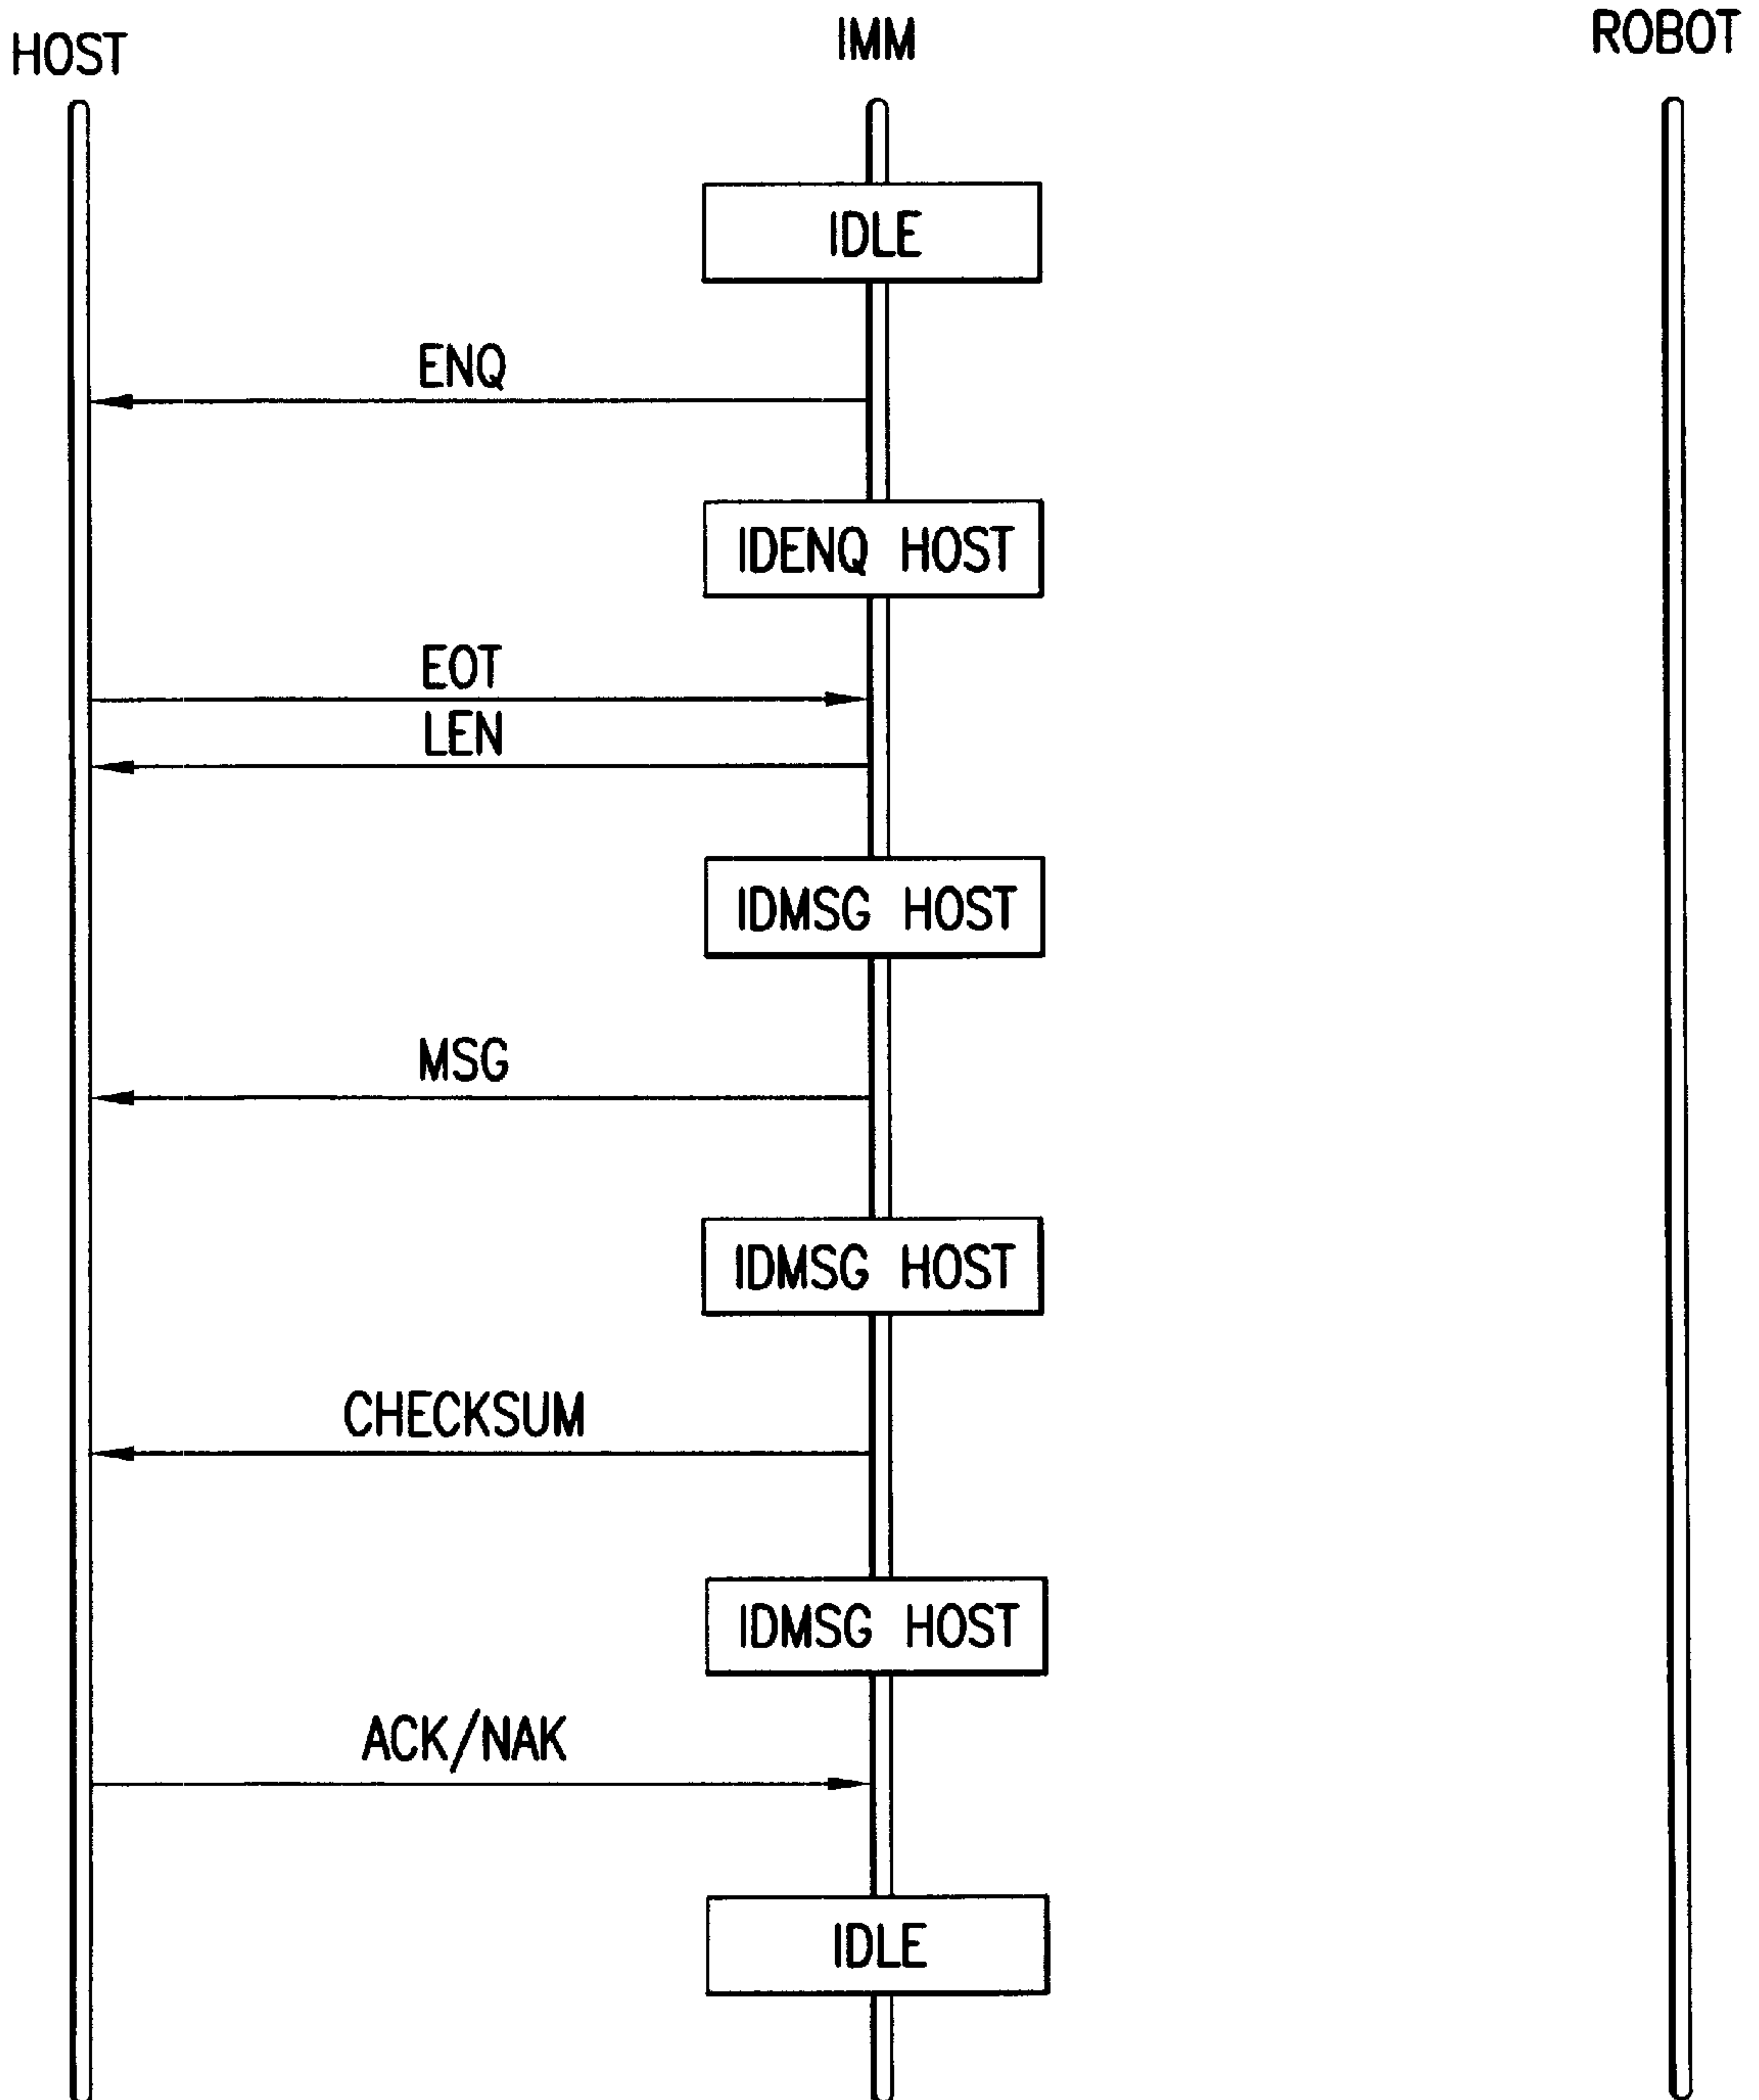 HOST
IMM
ROBOT
IDLE
ENQ
IDENQ HOST
EOT
LEN
IDMSG HOST
MSG
IDMSG HOST
CHECKSUM
IDMSG HOST
ACK/NAK
IDLE